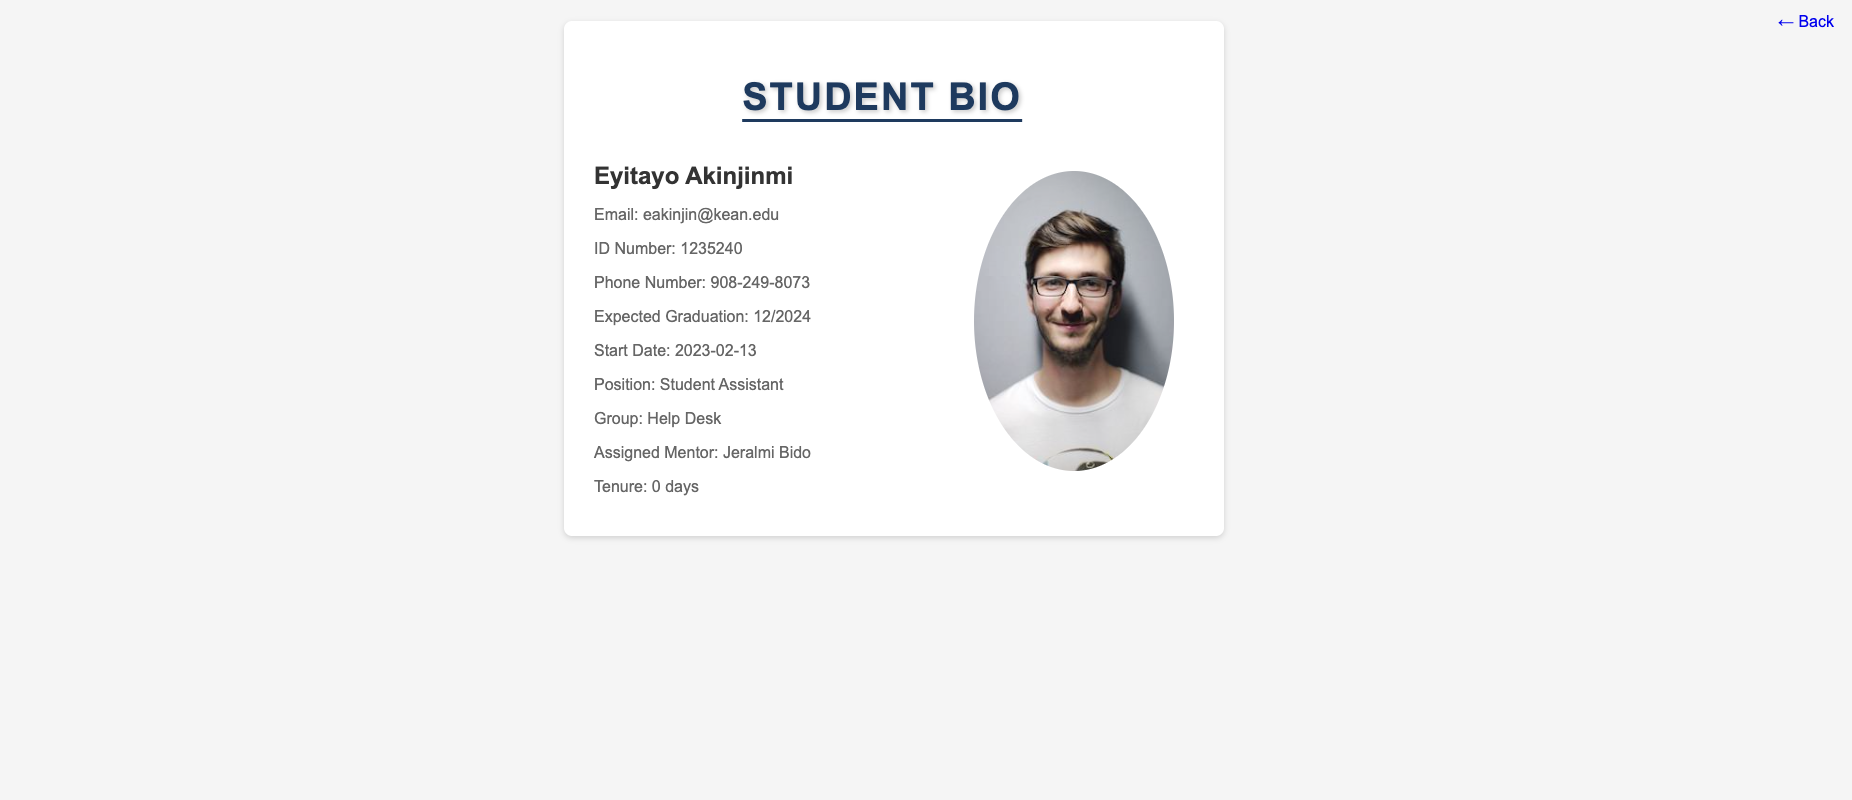 ← Back
STUDENT BIO
Eyitayo Akinjinmi
Email: eakinjin@kean.edu
ID Number: 1235240
Phone Number: 908-249-8073
Expected Graduation: 12/2024
Start Date: 2023-02-13
Position: Student Assistant
Group: Help Desk
Assigned Mentor: Jeralmi Bido
Tenure: 0 days